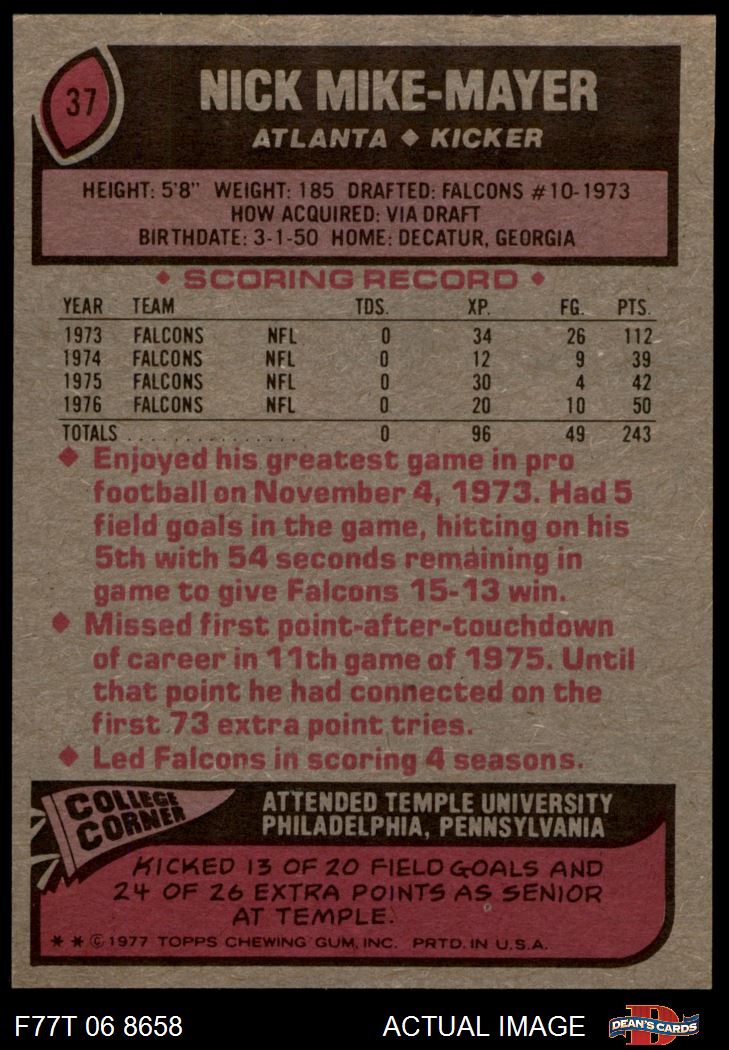 37
NICK MIKE-MAYER
ATLANTA ◆ KICKER
HEIGHT: 5'8" WEIGHT: 185 DRAFTED: FALCONS #10-1973
HOW ACQUIRED: VIA DRAFT
BIRTHDATE: 3-1-50 HOME: DECATUR, GEORGIA
◆ SCORING RECORD ◆
YEAR TEAM TDS. XP. FG. PTS.
1973 FALCONS NFL 0 34 26 112
1974 FALCONS NFL 0 12 9 39
1975 FALCONS NFL 0 30 4 42
1976 FALCONS NFL 0 20 10 50
TOTALS . . . . . . . . . . . . . . . 0 96 49 243
◆ Enjoyed his greatest game in pro
football on November 4, 1973. Had 5
field goals in the game, hitting on his
5th with 54 seconds remaining in
game to give Falcons 15-13 win.
◆ Missed first point-after-touchdown
of career in 11th game of 1975. Until
that point he had connected on the
first 73 extra point tries.
◆ Led Falcons in scoring 4 seasons.
COLLEGE
CORNER
ATTENDED TEMPLE UNIVERSITY
PHILADELPHIA, PENNSYLVANIA
KICKED 13 OF 20 FIELD GOALS AND
24 OF 26 EXTRA POINTS AS SENIOR
AT TEMPLE.
* * © 1977 TOPPS CHEWING GUM, INC. PRTD. IN U.S.A.
F77T 06 8658 ACTUAL IMAGE
D
DEAN'S CARDS